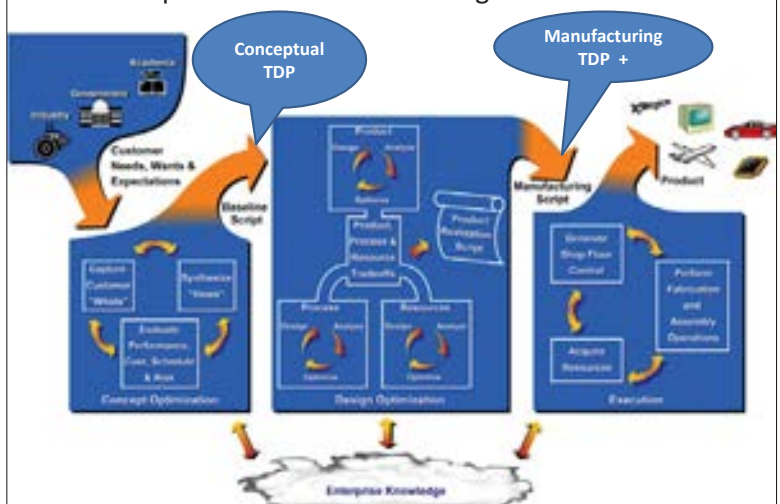 Conceptual
TDP
Manufacturing
TDP +
Academia
Government
Industry
Customer
Needs, Wants &
Expectations
Baseline
Script
Capture
Customer
"Whats"
Synthesize
"Hows"
Evaluate
Performance,
Cost, Schedule
& Risk
Concept Optimization
Product
Design
Analyze
Optimize
Product,
Process &
Resource
Tradeoffs
Product
Realization
Script
Process
Design
Analyze
Optimize
Resources
Design
Analyze
Optimize
Design Optimization
Manufacturing
Script
Product
Generate
Shop Floor
Control
Perform
Fabrication
and
Assembly
Operations
Acquire
Resources
Execution
Enterprise Knowledge